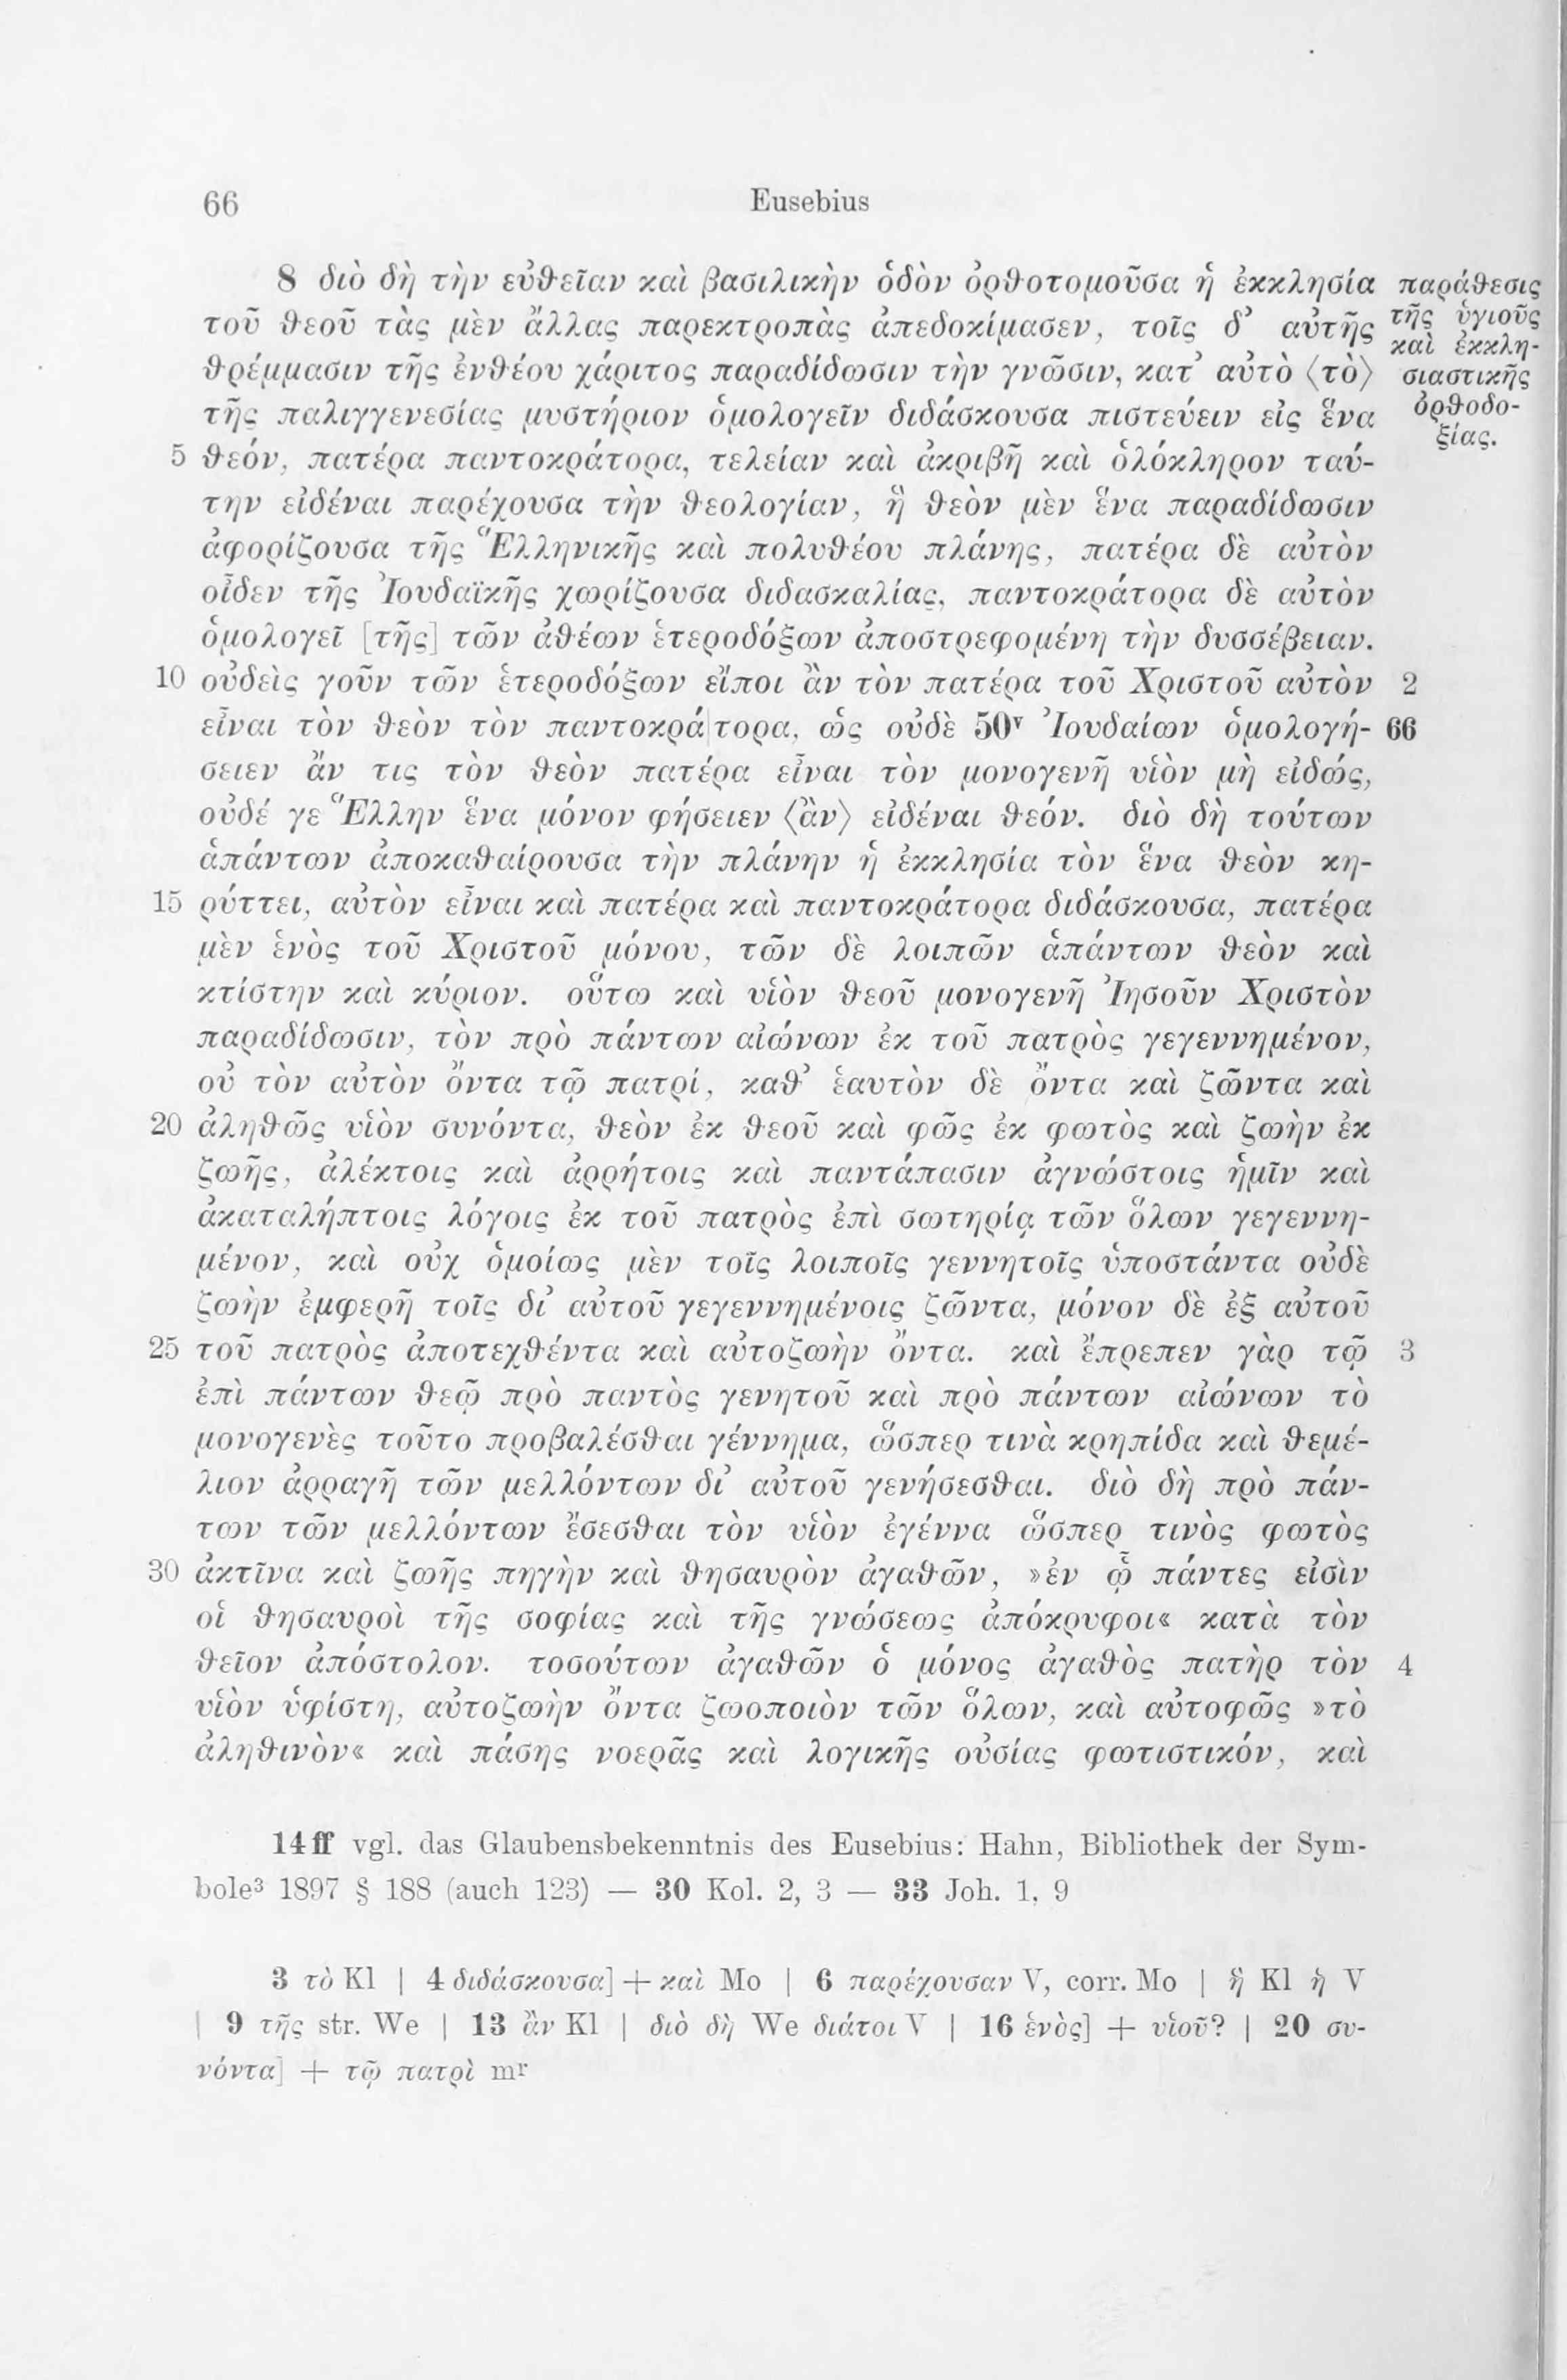 66 Eusebius
8 διὸ δὴ τὴν εὐθεῖαν καὶ βασιλικὴν ὁδὸν ὀρθοτομοῦσα ἡ ἐκκλησία
τοῦ θεοῦ τὰς μὲν ἄλλας παρεκτροπὰς ἀπεδοκίμασεν, τοῖς δ’ αὐτῆς
θρέμμασιν τῆς ἐνθέου χάριτος παραδίδωσιν τὴν γνῶσιν, κατ’ αὐτὸ ⟨τὸ⟩
τῆς παλιγγενεσίας μυστήριον ὁμολογεῖν διδάσκουσα πιστεύειν εἰς ἕνα
5 θεόν, πατέρα παντοκράτορα, τελείαν καὶ ἀκριβῆ καὶ ὁλόκληρον ταύ-
την εἰδέναι παρέχουσα τὴν θεολογίαν, ἣ θεὸν μὲν ἕνα παραδίδωσιν
ἀφορίζουσα τῆς Ἑλληνικῆς καὶ πολυθέου πλάνης, πατέρα δὲ αὐτὸν
οἶδεν τῆς Ἰουδαϊκῆς χωρίζουσα διδασκαλίας, παντοκράτορα δὲ αὐτὸν
ὁμολογεῖ [τῆς] τῶν ἀθέων ἑτεροδόξων ἀποστρεφομένη τὴν δυσσέβειαν.
10 οὐδεὶς γοῦν τῶν ἑτεροδόξων εἴποι ἂν τὸν πατέρα τοῦ Χριστοῦ αὐτὸν 2
εἶναι τὸν θεὸν τὸν παντοκρά|τορα, ὡς οὐδὲ 50ᵛ Ἰουδαίων ὁμολογή- 66
σειεν ἄν τις τὸν θεὸν πατέρα εἶναι τὸν μονογενῆ υἱὸν μὴ εἰδώς,
οὐδέ γε Ἕλλην ἕνα μόνον φήσειεν ⟨ἂν⟩ εἰδέναι θεόν. διὸ δὴ τούτων
ἁπάντων ἀποκαθαίρουσα τὴν πλάνην ἡ ἐκκλησία τὸν ἕνα θεὸν κη-
15 ρύττει, αὐτὸν εἶναι καὶ πατέρα καὶ παντοκράτορα διδάσκουσα, πατέρα
μὲν ἑνὸς τοῦ Χριστοῦ μόνου, τῶν δὲ λοιπῶν ἁπάντων θεὸν καὶ
κτίστην καὶ κύριον. οὕτω καὶ υἱὸν θεοῦ μονογενῆ Ἰησοῦν Χριστὸν
παραδίδωσιν, τὸν πρὸ πάντων αἰώνων ἐκ τοῦ πατρὸς γεγεννημένον,
οὐ τὸν αὐτὸν ὄντα τῷ πατρί, καθ’ ἑαυτὸν δὲ ὄντα καὶ ζῶντα καὶ
20 ἀληθῶς υἱὸν συνόντα, θεὸν ἐκ θεοῦ καὶ φῶς ἐκ φωτὸς καὶ ζωὴν ἐκ
ζωῆς, ἀλέκτοις καὶ ἀρρήτοις καὶ παντάπασιν ἀγνώστοις ἡμῖν καὶ
ἀκαταλήπτοις λόγοις ἐκ τοῦ πατρὸς ἐπὶ σωτηρίᾳ τῶν ὅλων γεγεννη-
μένον, καὶ οὐχ ὁμοίως μὲν τοῖς λοιποῖς γεννητοῖς ὑποστάντα οὐδὲ
ζωὴν ἐμφερῆ τοῖς δι’ αὐτοῦ γεγεννημένοις ζῶντα, μόνον δὲ ἐξ αὐτοῦ
25 τοῦ πατρὸς ἀποτεχθέντα καὶ αὐτοζωὴν ὄντα. καὶ ἔπρεπεν γὰρ τῷ 3
ἐπὶ πάντων θεῷ πρὸ παντὸς γενητοῦ καὶ πρὸ πάντων αἰώνων τὸ
μονογενὲς τοῦτο προβαλέσθαι γέννημα, ὥσπερ τινὰ κρηπίδα καὶ θεμέ-
λιον ἀρραγῆ τῶν μελλόντων δι’ αὐτοῦ γενήσεσθαι. διὸ δὴ πρὸ πάν-
των τῶν μελλόντων ἔσεσθαι τὸν υἱὸν ἐγέννα ὥσπερ τινὸς φωτὸς
30 ἀκτῖνα καὶ ζωῆς πηγὴν καὶ θησαυρὸν ἀγαθῶν, »ἐν ᾧ πάντες εἰσὶν
οἱ θησαυροὶ τῆς σοφίας καὶ τῆς γνώσεως ἀπόκρυφοι« κατὰ τὸν
θεῖον ἀπόστολον. τοσούτων ἀγαθῶν ὁ μόνος ἀγαθὸς πατὴρ τὸν 4
υἱὸν ὑφίστη, αὐτοζωὴν ὄντα ζωοποιὸν τῶν ὅλων, καὶ αὐτοφῶς »τὸ
ἀληθινὸν« καὶ πάσης νοερᾶς καὶ λογικῆς οὐσίας φωτιστικόν, καὶ
παράθεσις
τῆς ὑγιοῦς
καὶ ἐκκλη-
σιαστικῆς
ὀρθοδο-
ξίας.
14 ff vgl. das Glaubensbekenntnis des Eusebius: Hahn, Bibliothek der Sym-
bole³ 1897 § 188 (auch 123) — 30 Kol. 2, 3 — 33 Joh. 1, 9
3 τὸ Kl | 4 διδάσκουσα] + καὶ Mo | 6 παρέχουσαν V, corr. Mo | ἣ Kl ἡ V
| 9 τῆς str. We | 13 ἂν Kl | διὸ δὴ We διάτοι V | 16 ἑνὸς] + υἱοῦ? | 20 συ-
νόντα] + τῷ πατρὶ mʳ